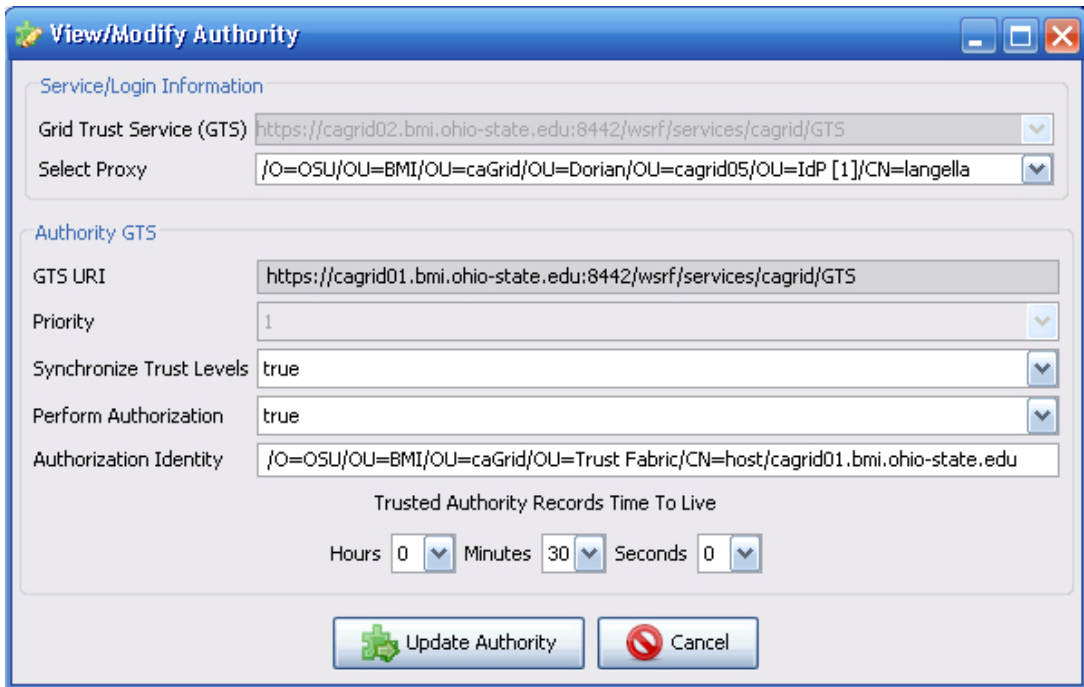 View/Modify Authority
Service/Login Information
Grid Trust Service (GTS) https://cagrid02.bmi.ohio-state.edu:8442/wsrf/services/cagrid/GTS
Select Proxy /O=OSU/OU=BMI/OU=caGrid/OU=Dorian/OU=cagrid05/OU=IdP [1]/CN=langella
Authority GTS
GTS URI https://cagrid01.bmi.ohio-state.edu:8442/wsrf/services/cagrid/GTS
Priority 1
Synchronize Trust Levels true
Perform Authorization true
Authorization Identity /O=OSU/OU=BMI/OU=caGrid/OU=Trust Fabric/CN=host/cagrid01.bmi.ohio-state.edu
Trusted Authority Records Time To Live
Hours 0 Minutes 30 Seconds 0
Update Authority Cancel